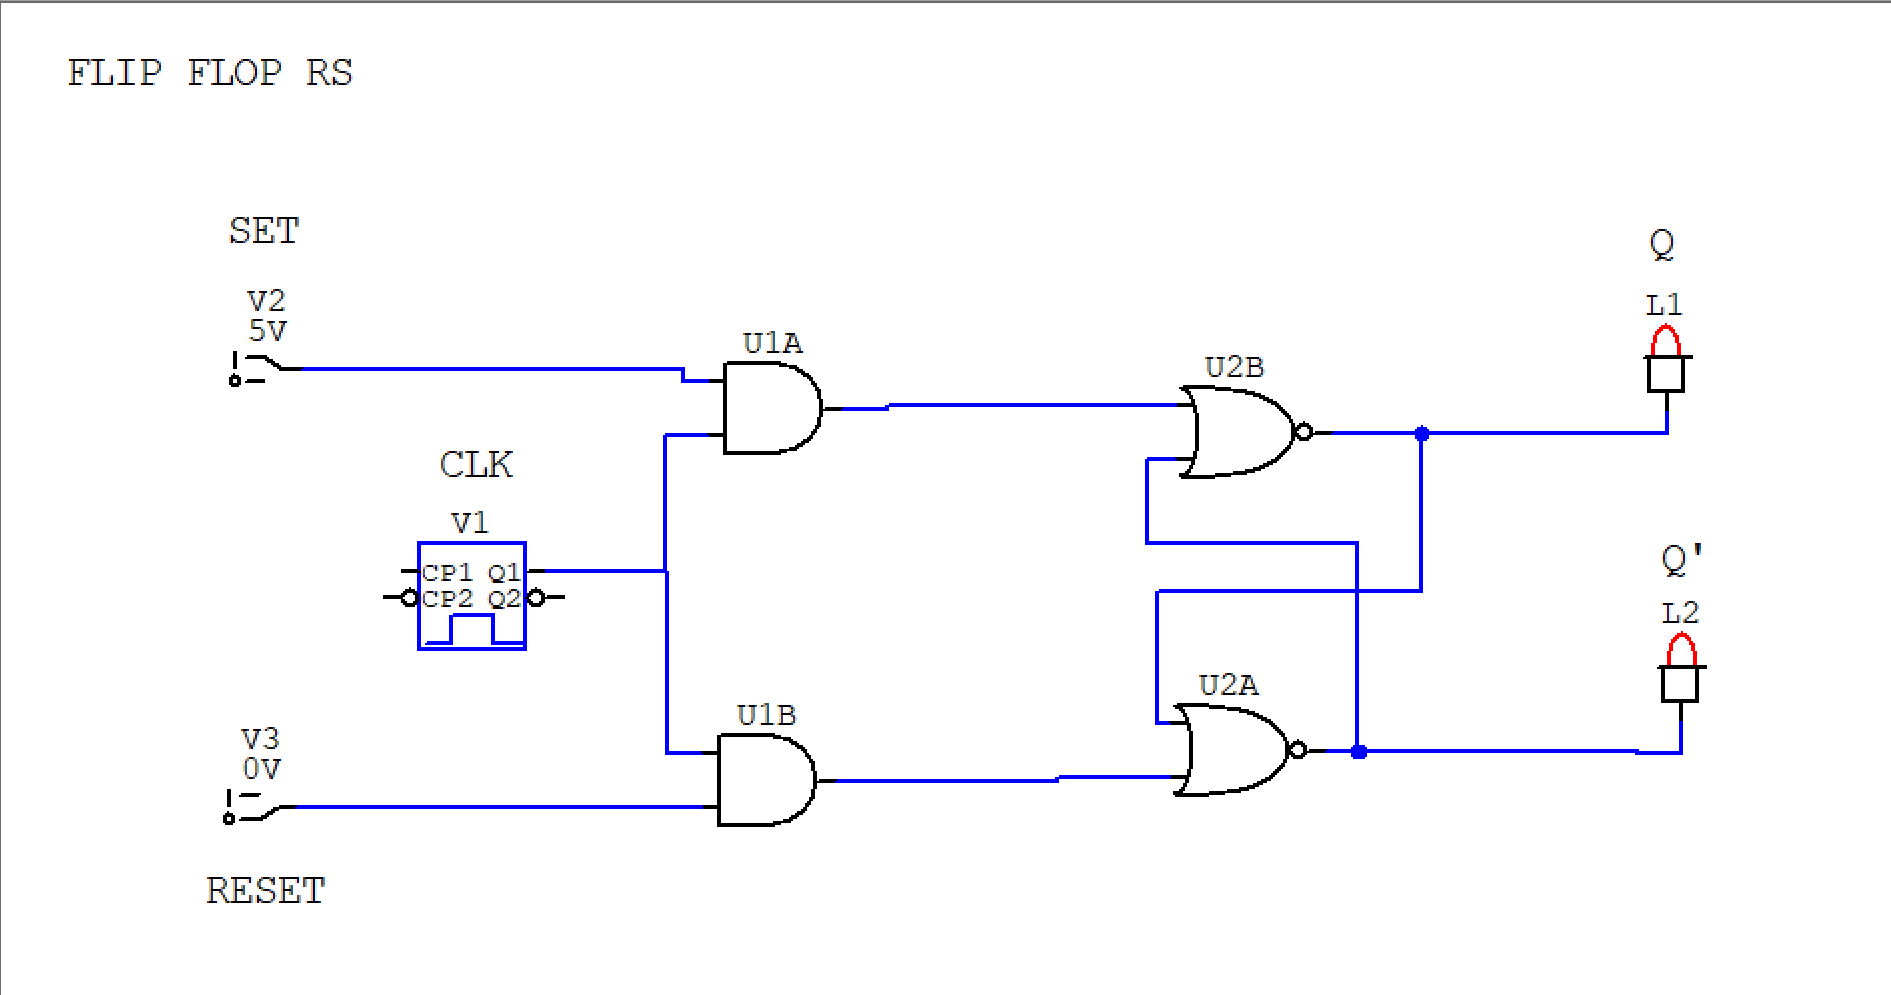 FLIP FLOP RS
SET
V2
5V
U1A
U2B
Q
L1
CLK
V1
CP1 Q1
CP2 Q2
Q'
L2
U2A
U1B
V3
0V
RESET